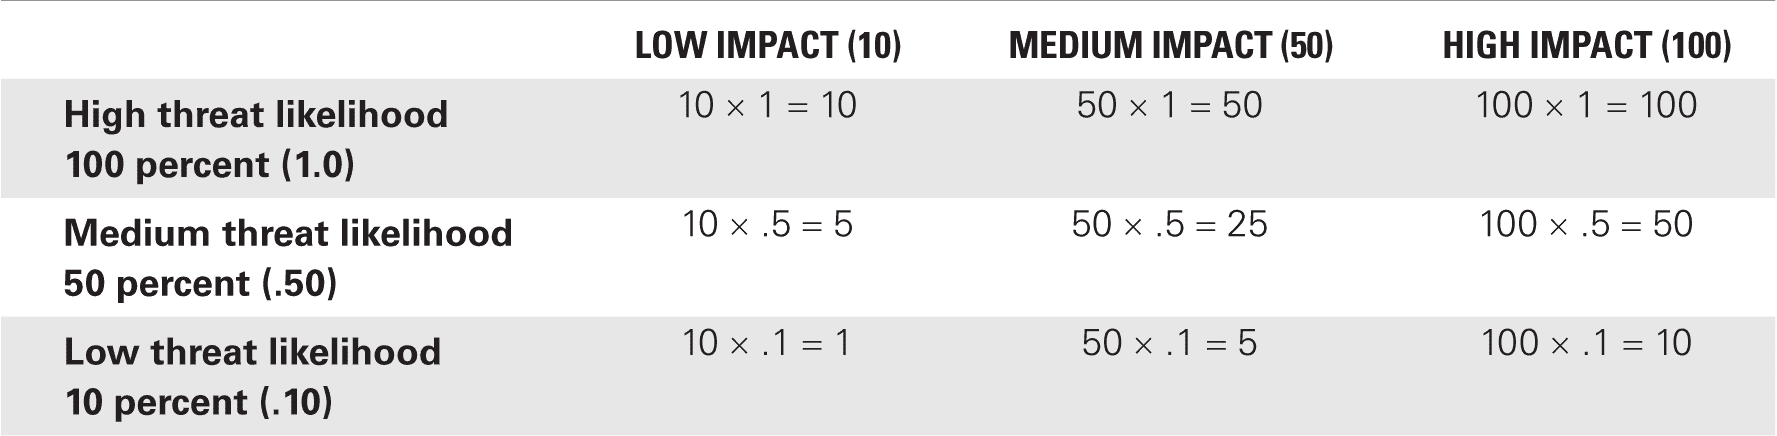 LOW IMPACT (10) MEDIUM IMPACT (50) HIGH IMPACT (100)
High threat likelihood 10 × 1 = 10 50 × 1 = 50 100 × 1 = 100
100 percent (1.0)
Medium threat likelihood 10 × .5 = 5 50 × .5 = 25 100 × .5 = 50
50 percent (.50)
Low threat likelihood 10 × .1 = 1 50 × .1 = 5 100 × .1 = 10
10 percent (.10)